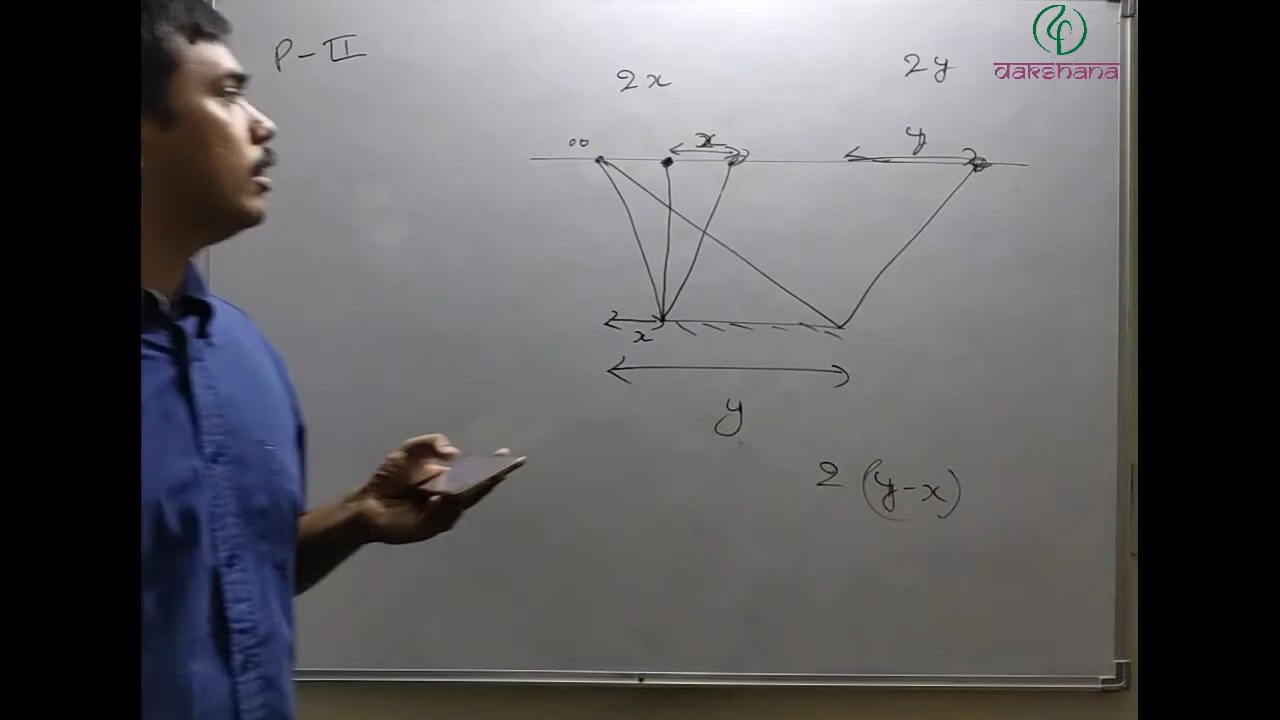 P - II
2x
2y
dakshana
x
y
x
y
2 (y - x)